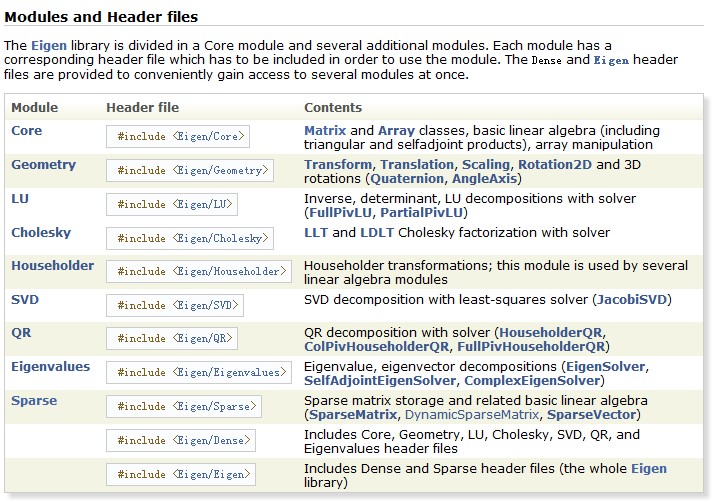 Modules and Header files
The Eigen library is divided in a Core module and several additional modules. Each module has a
corresponding header file which has to be included in order to use the module. The Dense and Eigen header
files are provided to conveniently gain access to several modules at once.
Module Header file Contents
Core #include <Eigen/Core> Matrix and Array classes, basic linear algebra (including
triangular and selfadjoint products), array manipulation
Geometry #include <Eigen/Geometry> Transform, Translation, Scaling, Rotation2D and 3D
rotations (Quaternion, AngleAxis)
LU #include <Eigen/LU> Inverse, determinant, LU decompositions with solver
(FullPivLU, PartialPivLU)
Cholesky #include <Eigen/Cholesky> LLT and LDLT Cholesky factorization with solver
Householder #include <Eigen/Householder> Householder transformations; this module is used by several
linear algebra modules
SVD #include <Eigen/SVD> SVD decomposition with least-squares solver (JacobiSVD)
QR #include <Eigen/QR> QR decomposition with solver (HouseholderQR,
ColPivHouseholderQR, FullPivHouseholderQR)
Eigenvalues #include <Eigen/Eigenvalues> Eigenvalue, eigenvector decompositions (EigenSolver,
SelfAdjointEigenSolver, ComplexEigenSolver)
Sparse #include <Eigen/Sparse> Sparse matrix storage and related basic linear algebra
(SparseMatrix, DynamicSparseMatrix, SparseVector)
#include <Eigen/Dense> Includes Core, Geometry, LU, Cholesky, SVD, QR, and
Eigenvalues header files
#include <Eigen/Eigen> Includes Dense and Sparse header files (the whole Eigen
library)